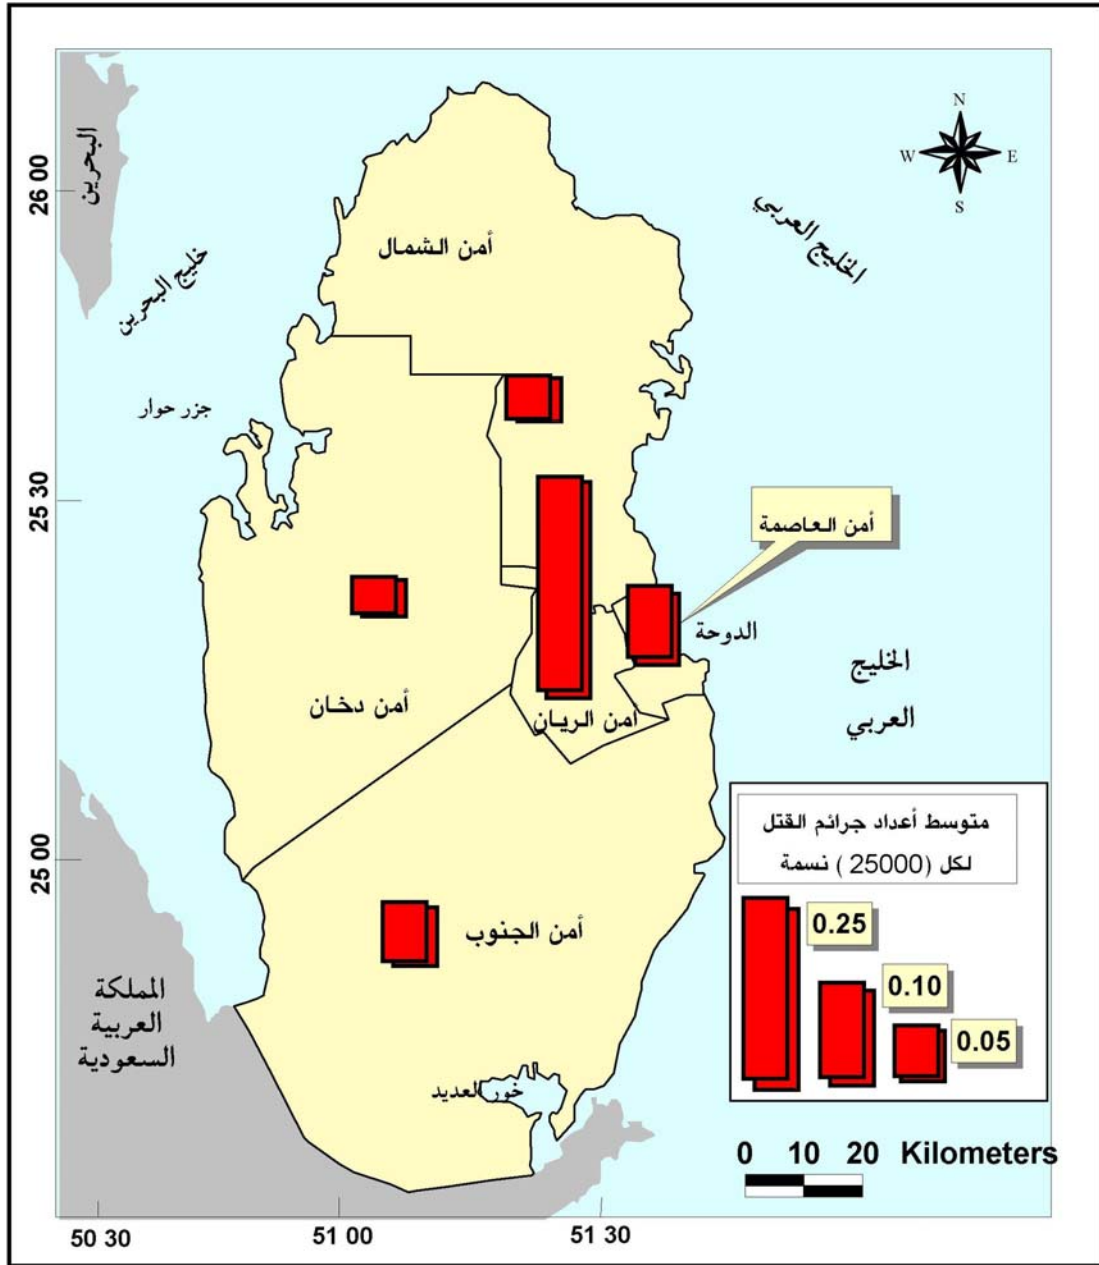 N
W E
S
البحرين
26 00
أمن الشمال
الخليج العربي
خليج البحرين
جزر حوار
25 30
أمن العاصمة
الدوحة
الخليج
العربي
أمن دخان
أمن الريان
متوسط أعداد جرائم القتل
لكل (25000) نسمة
25 00
0.25
أمن الجنوب
0.10
المملكة
العربية
السعودية
0.05
خور العديد
0 10 20 Kilometers
50 30 51 00 51 30